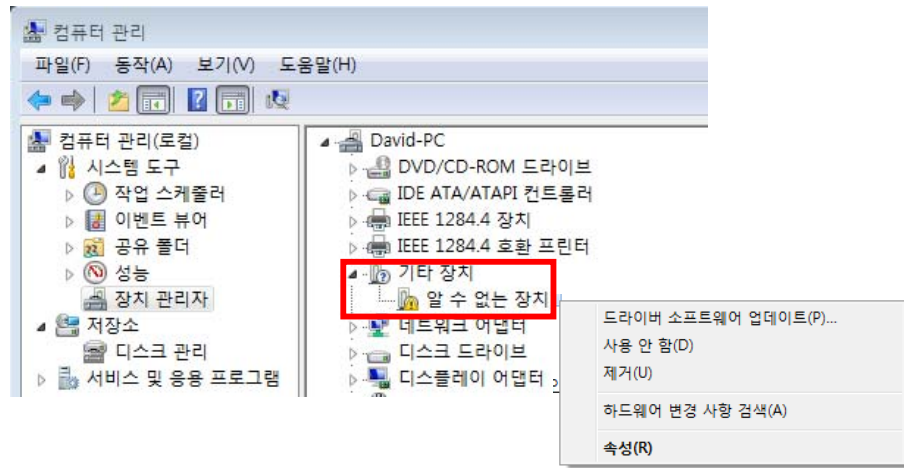 컴퓨터 관리
파일(F) 동작(A) 보기(V) 도움말(H)
컴퓨터 관리(로컬)
시스템 도구
작업 스케줄러
이벤트 뷰어
공유 폴더
성능
장치 관리자
저장소
디스크 관리
서비스 및 응용 프로그램
David-PC
DVD/CD-ROM 드라이브
IDE ATA/ATAPI 컨트롤러
IEEE 1284.4 장치
IEEE 1284.4 호환 프린터
기타 장치
알 수 없는 장치
네트워크 어댑터
디스크 드라이브
디스플레이 어댑터
드라이버 소프트웨어 업데이트(P)...
사용 안 함(D)
제거(U)
하드웨어 변경 사항 검색(A)
속성(R)